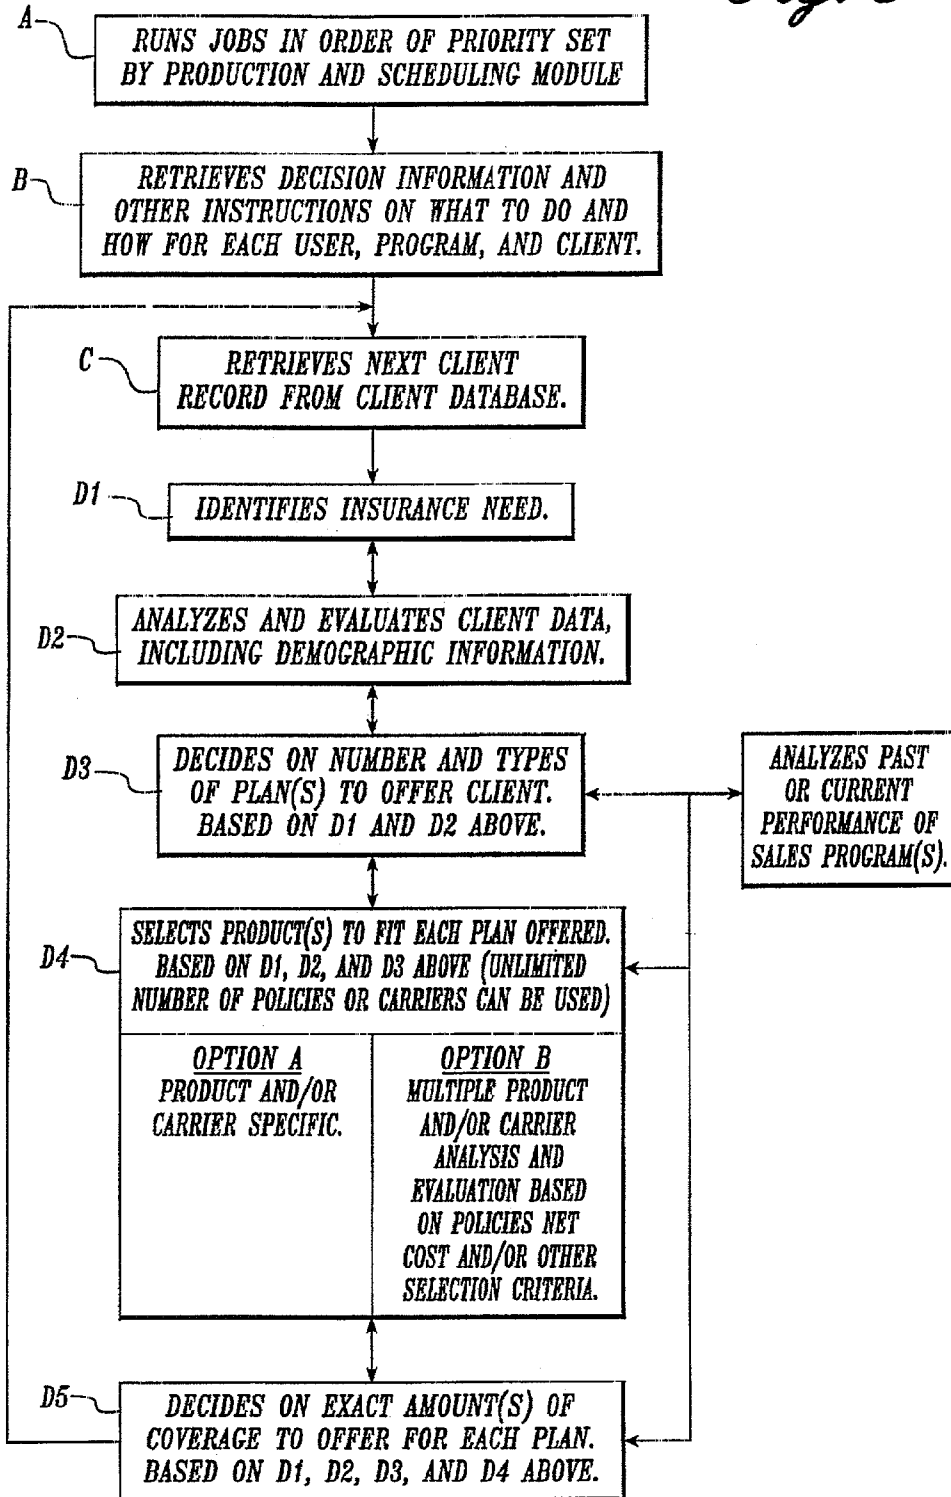 A
RUNS JOBS IN ORDER OF PRIORITY SET
BY PRODUCTION AND SCHEDULING MODULE
B
RETRIEVES DECISION INFORMATION AND
OTHER INSTRUCTIONS ON WHAT TO DO AND
HOW FOR EACH USER, PROGRAM, AND CLIENT.
C
RETRIEVES NEXT CLIENT
RECORD FROM CLIENT DATABASE.
D1
IDENTIFIES INSURANCE NEED.
D2
ANALYZES AND EVALUATES CLIENT DATA,
INCLUDING DEMOGRAPHIC INFORMATION.
D3
DECIDES ON NUMBER AND TYPES
OF PLAN(S) TO OFFER CLIENT.
BASED ON D1 AND D2 ABOVE.
ANALYZES PAST
OR CURRENT
PERFORMANCE OF
SALES PROGRAM(S).
D4
SELECTS PRODUCT(S) TO FIT EACH PLAN OFFERED.
BASED ON D1, D2, AND D3 ABOVE (UNLIMITED
NUMBER OF POLICIES OR CARRIERS CAN BE USED)
OPTION A
PRODUCT AND/OR
CARRIER SPECIFIC.
OPTION B
MULTIPLE PRODUCT
AND/OR CARRIER
ANALYSIS AND
EVALUATION BASED
ON POLICIES NET
COST AND/OR OTHER
SELECTION CRITERIA.
D5
DECIDES ON EXACT AMOUNT(S) OF
COVERAGE TO OFFER FOR EACH PLAN.
BASED ON D1, D2, D3, AND D4 ABOVE.